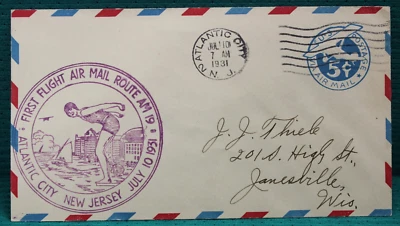 ATLANTIC CITY
JUL 10
7 AM
1931
N.J.
U.S. POSTAGE
5¢
AIR MAIL
FIRST FLIGHT AIR MAIL ROUTE AM 19
ATLANTIC CITY, NEW JERSEY JULY 10 1931
J. J. Thiele
201 S. High St.,
Janesville,
Wis.